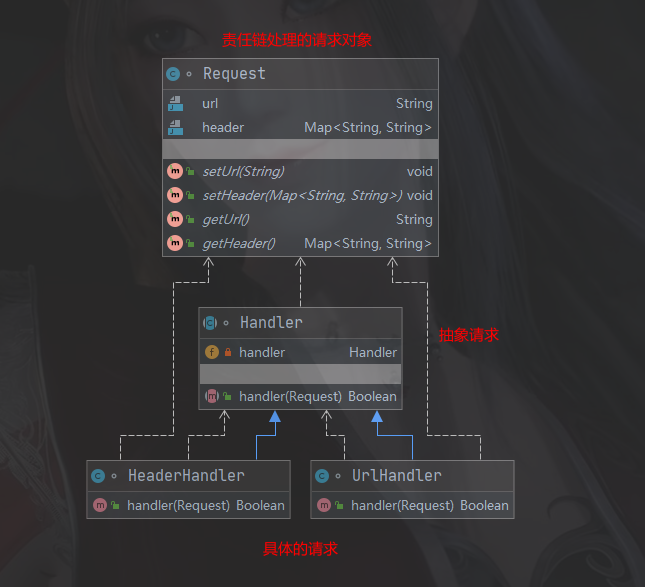 责任链处理的请求对象
Request
url String
header Map<String, String>
setUrl(String) void
setHeader(Map<String, String>) void
getUrl() String
getHeader() Map<String, String>
Handler
抽象请求
handler Handler
handler(Request) Boolean
HeaderHandler
UrlHandler
handler(Request) Boolean
handler(Request) Boolean
具体的请求